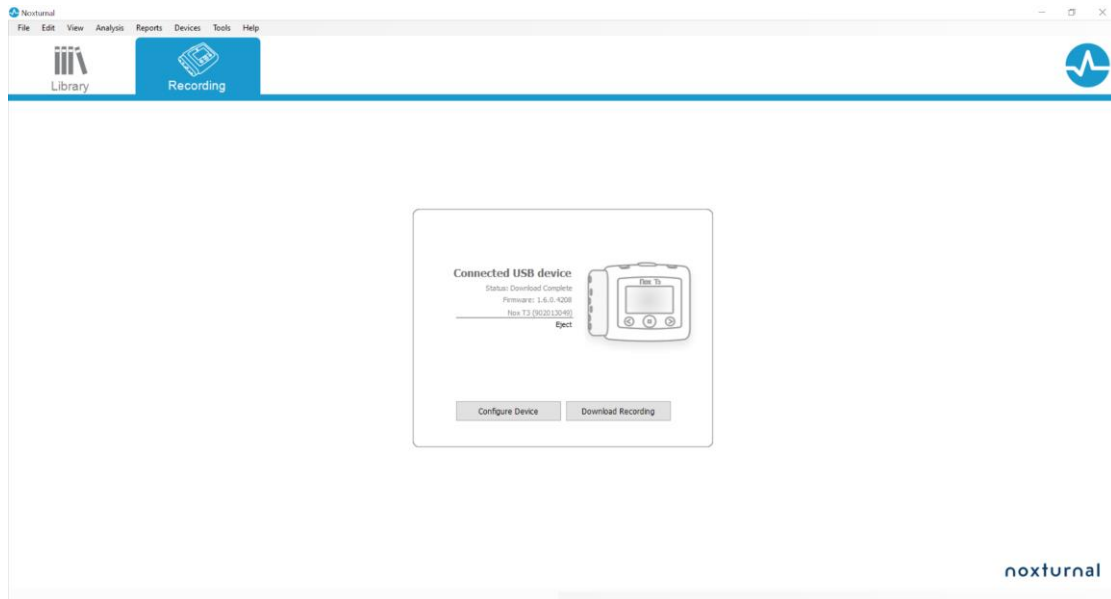 Noxturnal
File Edit View Analysis Reports Devices Tools Help
Library
Recording
Connected USB device
Status: Download Complete
Firmware: 1.6.0.4208
Nox T3 (902013049)
Eject
Nox T3
Configure Device Download Recording
noxturnal